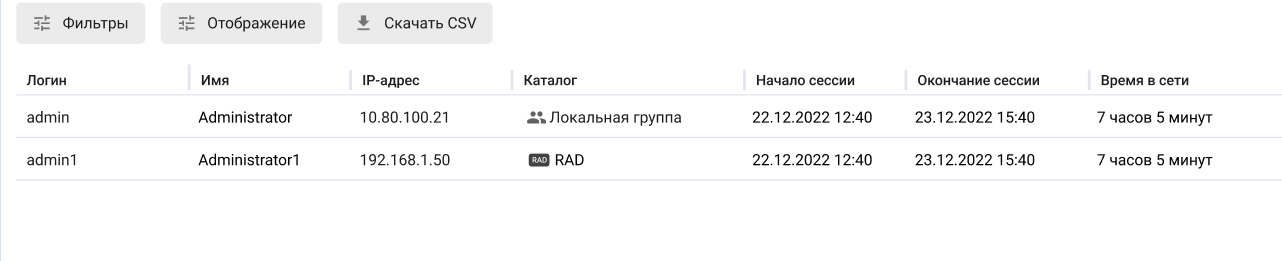 Фильтры Отображение Скачать CSV
Логин Имя IP-адрес Каталог Начало сессии Окончание сессии Время в сети
admin Administrator 10.80.100.21 Локальная группа 22.12.2022 12:40 23.12.2022 15:40 7 часов 5 минут
admin1 Administrator1 192.168.1.50 RAD RAD 22.12.2022 12:40 23.12.2022 15:40 7 часов 5 минут